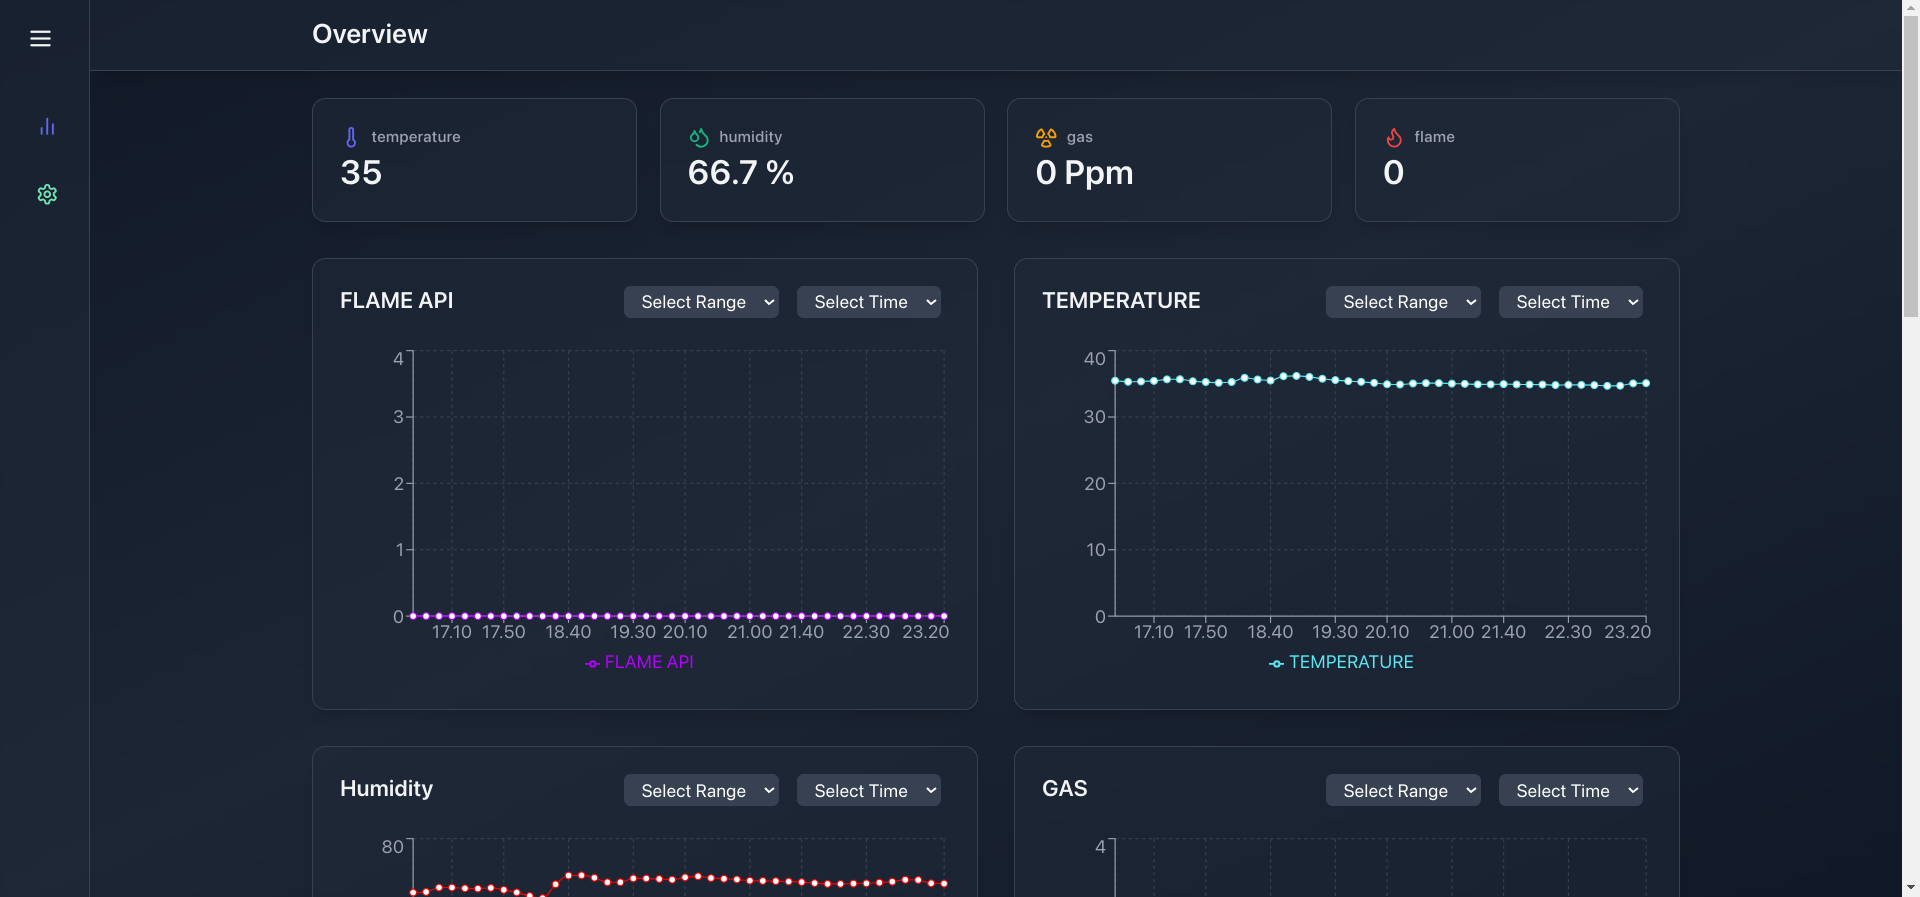 Overview
temperature
35
humidity
66.7 %
gas
0 Ppm
flame
0
FLAME API
Select Range
Select Time
4
3
2
1
0
17.10 17.50 18.40 19.30 20.10 21.00 21.40 22.30 23.20
FLAME API
TEMPERATURE
Select Range
Select Time
40
30
20
10
0
17.10 17.50 18.40 19.30 20.10 21.00 21.40 22.30 23.20
TEMPERATURE
Humidity
Select Range
Select Time
80
GAS
Select Range
Select Time
4